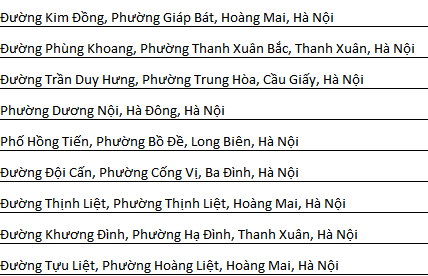 Đường Kim Đồng, Phường Giáp Bát, Hoàng Mai, Hà Nội
Đường Phùng Khoang, Phường Thanh Xuân Bắc, Thanh Xuân, Hà Nội
Đường Trần Duy Hưng, Phường Trung Hòa, Cầu Giấy, Hà Nội
Phường Dương Nội, Hà Đông, Hà Nội
Phố Hồng Tiến, Phường Bồ Đề, Long Biên, Hà Nội
Đường Đội Cấn, Phường Cống Vị, Ba Đình, Hà Nội
Đường Thịnh Liệt, Phường Thịnh Liệt, Hoàng Mai, Hà Nội
Đường Khương Đình, Phường Hạ Đình, Thanh Xuân, Hà Nội
Đường Tựu Liệt, Phường Hoàng Liệt, Hoàng Mai, Hà Nội